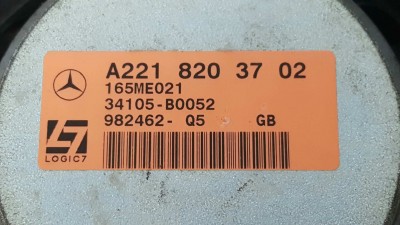 A221 820 37 02
165ME021
34105-B0052
982462- Q5 GB
LOGIC7